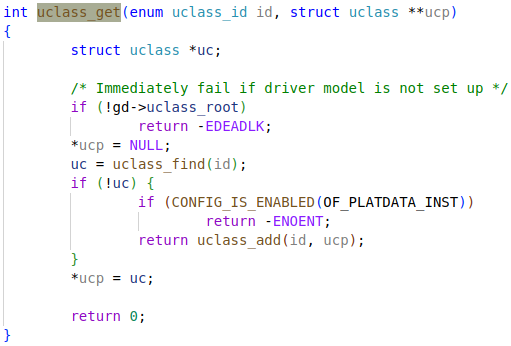 int uclass_get(enum uclass_id id, struct uclass **ucp)
{
        struct uclass *uc;

        /* Immediately fail if driver model is not set up */
        if (!gd->uclass_root)
                return -EDEADLK;
        *ucp = NULL;
        uc = uclass_find(id);
        if (!uc) {
                if (CONFIG_IS_ENABLED(OF_PLATDATA_INST))
                        return -ENOENT;
                return uclass_add(id, ucp);
        }
        *ucp = uc;

        return 0;
}